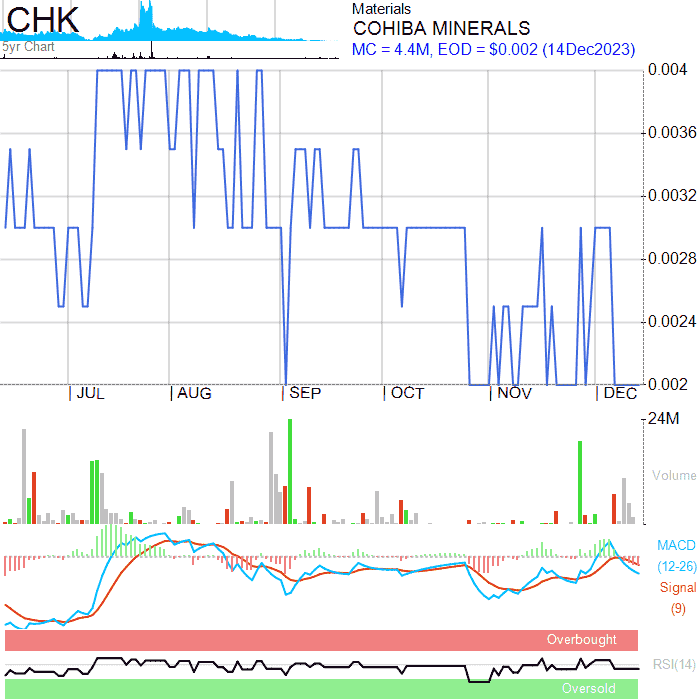 CHK
5yr Chart
Materials
COHIBA MINERALS
MC = 4.4M, EOD = $0.002 (14Dec2023)
0.004
0.0036
0.0032
0.0028
0.0024
0.002
JUL AUG SEP OCT NOV DEC
24M
Volume
MACD
(12-26)
Signal
(9)
Overbought
RSI(14)
Oversold